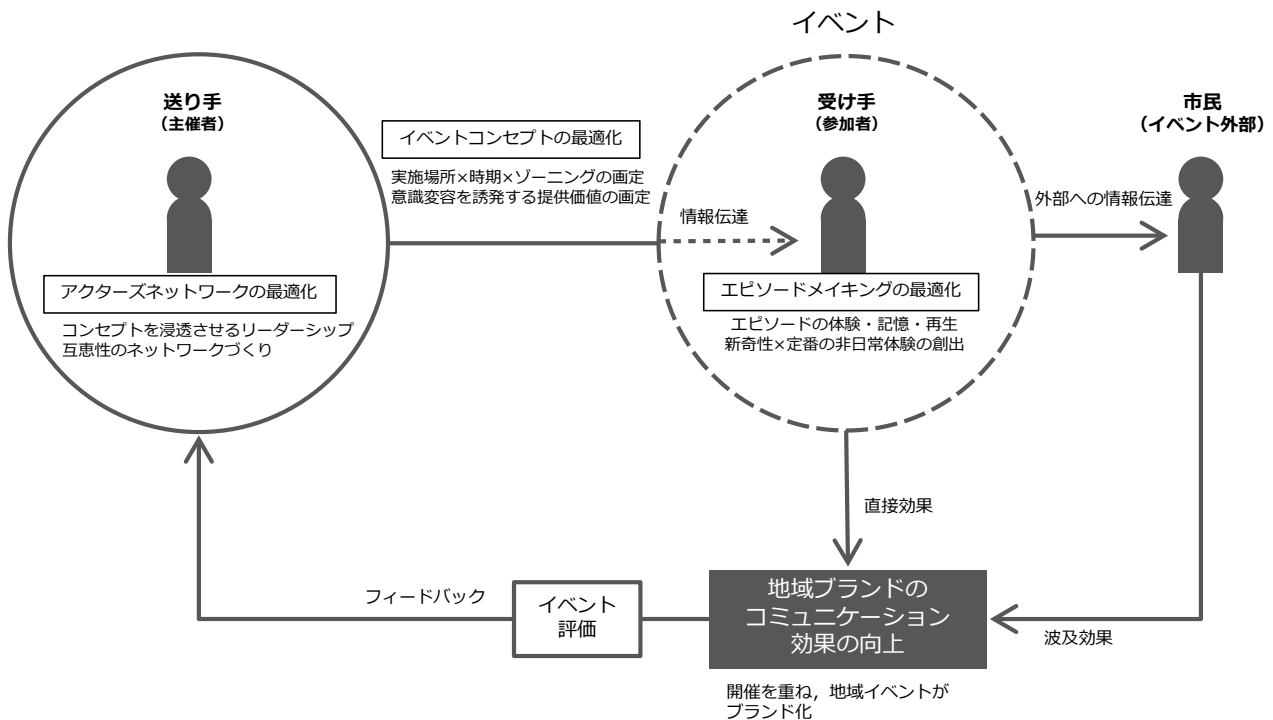 イベント
送り手
（主催者）
アクターズネットワークの最適化
コンセプトを浸透させるリーダーシップ
互恵性のネットワークづくり
イベントコンセプトの最適化
実施場所×時期×ゾーニングの画定
意識変容を誘発する提供価値の画定
情報伝達
受け手
（参加者）
エピソードメイキングの最適化
エピソードの体験・記憶・再生
新奇性×定番の非日常体験の創出
外部への情報伝達
市民
（イベント外部）
直接効果
波及効果
地域ブランドの
コミュニケーション
効果の向上
開催を重ね，地域イベントが
ブランド化
イベント
評価
フィードバック